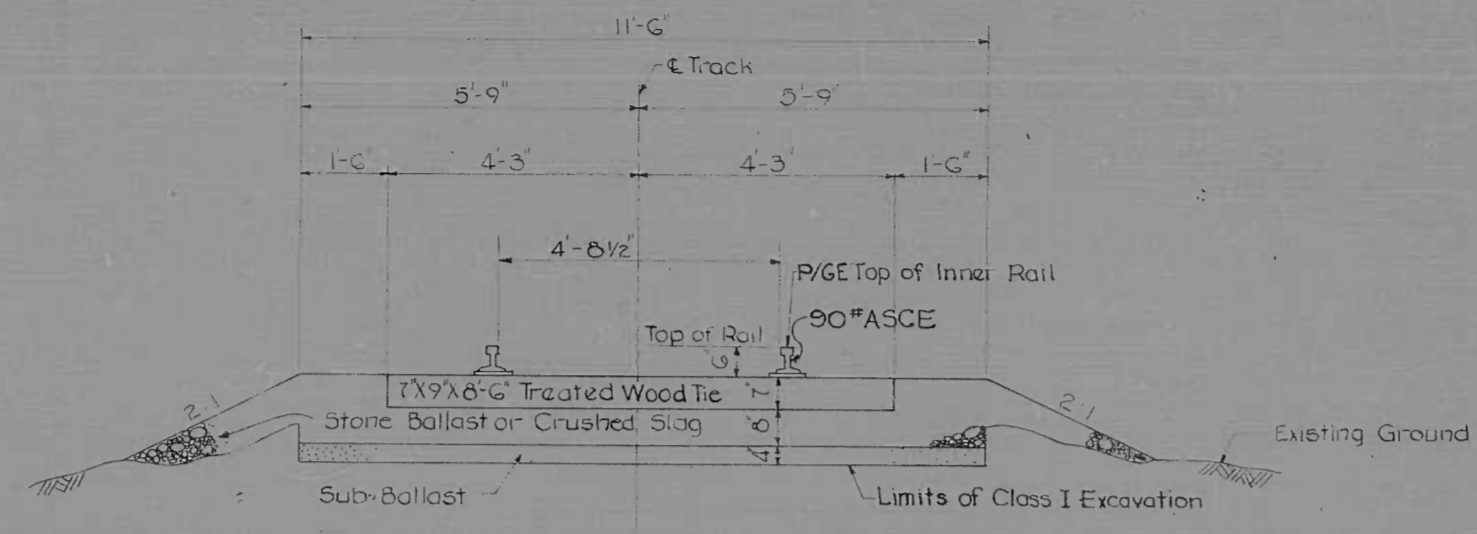 11'-6"
℄ Track
5'-9" 5'-9'
1'-6" 4'-3" 4'-3' 1'-6"
4'-8½"
P/GE Top of Inner Rail
90# ASCE
Top of Rail
6"
7"X9"X8'-6" Treated Wood Tie 7"
2:1 2:1
Stone Ballast or Crushed Slag 8"
Existing Ground
4"
Sub-Ballast
Limits of Class I Excavation